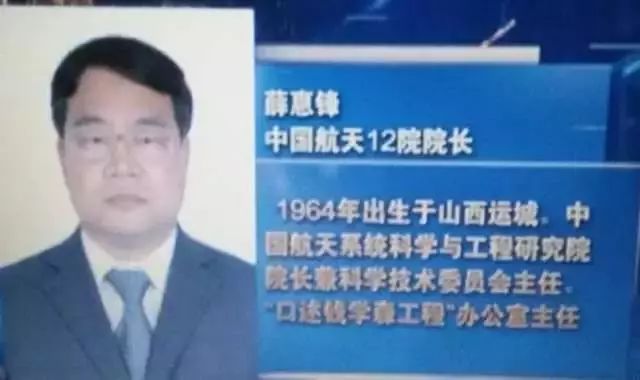 薛惠锋
中国航天12院院长
1964年出生于山西运城。中
国航天系统科学与工程研究院
院长兼科学技术委员会主任。
“口述钱学森工程”办公室主任